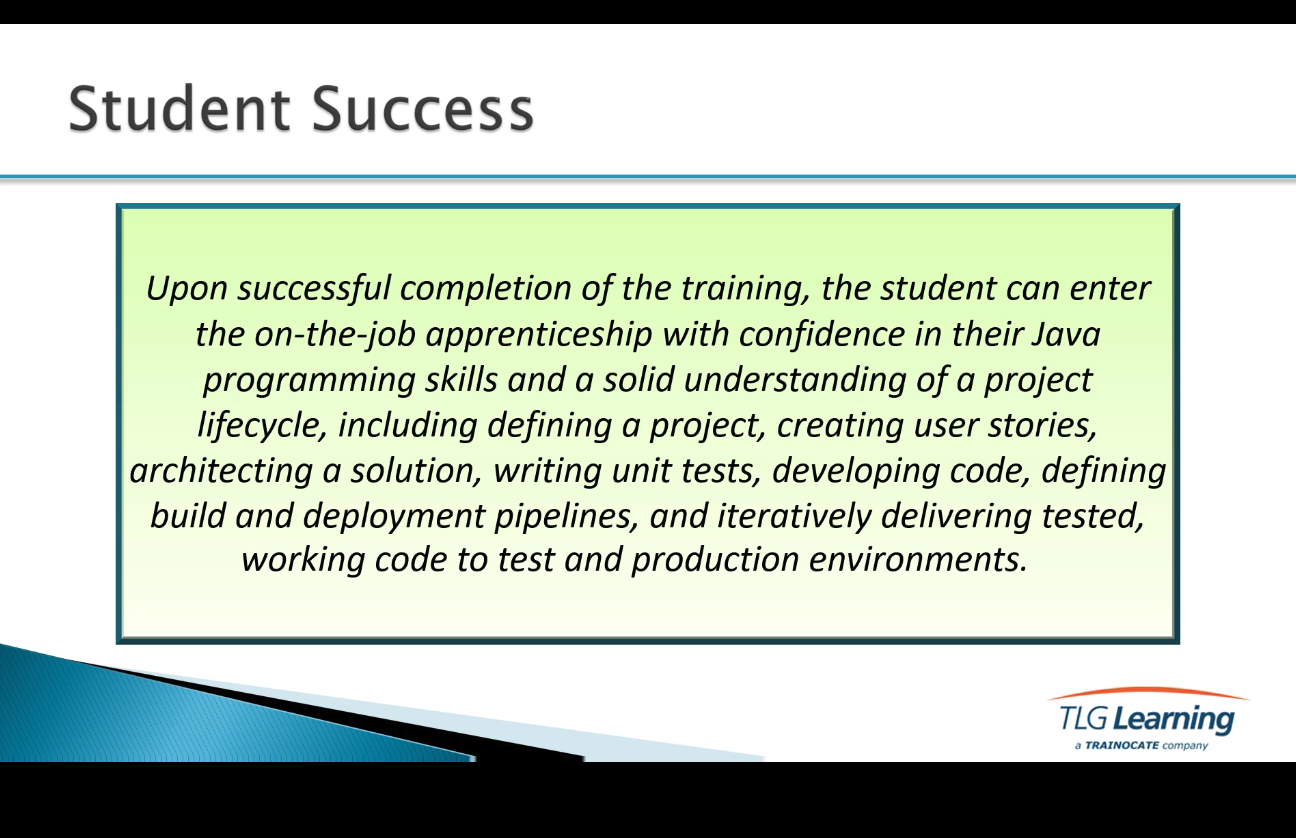 Student Success
Upon successful completion of the training, the student can enter
the on-the-job apprenticeship with confidence in their Java
programming skills and a solid understanding of a project
lifecycle, including defining a project, creating user stories,
architecting a solution, writing unit tests, developing code, defining
build and deployment pipelines, and iteratively delivering tested,
working code to test and production environments.
TLG Learning
a TRAINOCATE company